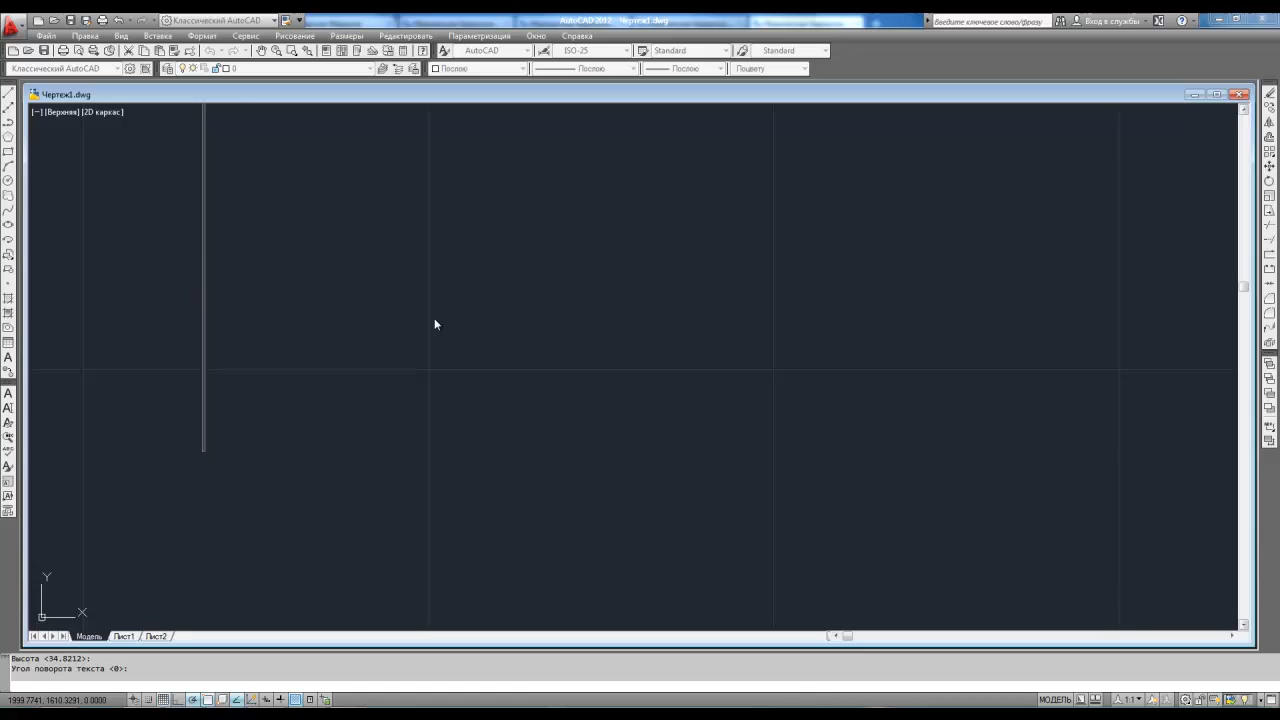 Классический AutoCAD
AutoCAD 2012 Чертеж1.dwg
Введите ключевое слово/фразу
Вход в службы
Файл Правка Вид Вставка Формат Сервис Рисование Размеры Редактировать Параметризация Окно Справка
AutoCAD ISO-25 Standard Standard
Классический AutoCAD 0 Послою Послою Послою Поцвету
Чертеж1.dwg
[−][Верхняя][2D каркас]
Y
X
Модель Лист1 Лист2
Высота <34.8212>:
Угол поворота текста <0>:
1999.7741, 1610.3291, 0.0000 МОДЕЛЬ 1:1